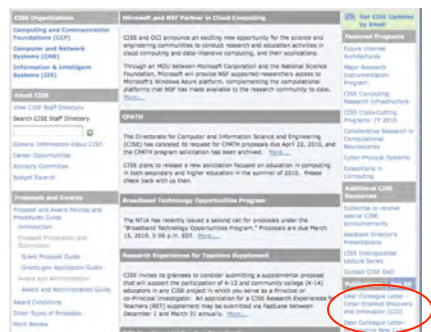 CISE Organizations
Computing and Communication
Foundations (CCF)
Computer and Network
Systems (CNS)
Information & Intelligent
Systems (IIS)
About CISE
View CISE Staff Directory
Search CISE Staff Directory
General Information About CISE
Career Opportunities
Advisory Committee
Budget Excerpt
Proposals and Awards
Proposal and Award Policies and
Procedures Guide
Introduction
Proposal Preparation and
Submission
Grant Proposal Guide
Grants.gov Application Guide
Award and Administration
Award and Administration Guide
Award Conditions
Other Types of Proposals
Merit Review
Microsoft and NSF Partner in Cloud Computing
CISE and OCI announce an exciting new opportunity for the science and
engineering communities to conduct research and education activities in
cloud computing and data-intensive computing, and their applications.
Through an MOU between Microsoft Corporation and the National Science
Foundation, Microsoft will provide NSF supported-researchers access to
Microsoft's Windows Azure platform, complementing the computational
platforms that NSF has made available to the research community to date.
More...
CPATH
The Directorate for Computer and Information Science and Engineering
(CISE) has canceled its request for CPATH proposals due April 22, 2010, and
the CPATH program solicitation has been archived. More...
CISE plans to release a new solicitation focused on education in computing
in both secondary and higher education in the summer of 2010. Please
check back with us then.
Broadband Technology Opportunities Program
The NTIA has recently issued a second call for proposals under the
"Broadband Technology Opportunities Program." Proposals are due March
15, 2010, 5:00 p.m. EDT. More...
Research Experiences for Teachers Supplement
CISE invites its grantees to consider submitting a supplemental proposal
that will support the participation of K-12 and community college (K-14)
educators in any CISE project in which you serve as a Principal or
co-Principal Investigator. An application for a CISE Research Experiences for
Teachers (RET) supplement may be submitted via FastLane between
December 1 and March 31 annually. More...
Get CISE Updates
by Email
Featured Programs
Future Internet
Architectures
Major Research
Instrumentation
Program
CISE Computing
Research Infrastructure
CISE Cross-Cutting
Programs: FY 2010
Collaborative Research in
Computational
Neuroscience
Cyber-Physical Systems
Expeditions in
Computing
Additional CISE
Resources
Subscribe to receive
special CISE
announcements
Assistant Director's
Presentations
CISE Distinguished
Lecture Series
Contact CISE OAD
Dear Colleague Letter -
Cyber-Enabled Discovery
and Innovation (CDI)
Dear Colleague Letter -